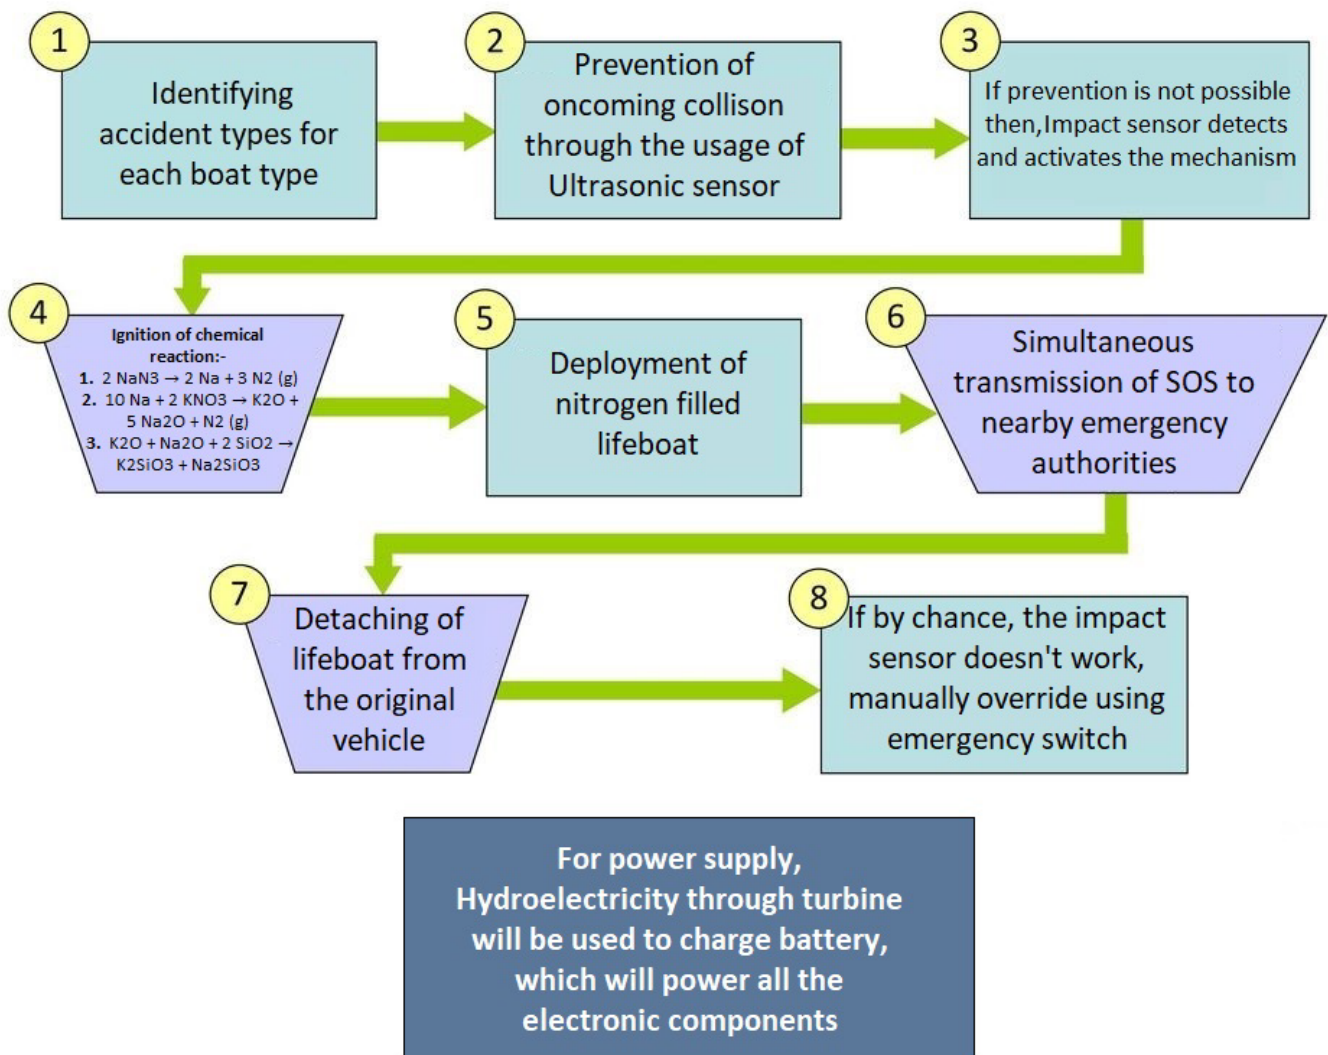 1
Identifying
accident types for
each boat type
2
Prevention of
oncoming collison
through the usage of
Ultrasonic sensor
3
If prevention is not possible
then,Impact sensor detects
and activates the mechanism
4
Ignition of chemical
reaction:-
1. 2 NaN3 → 2 Na + 3 N2 (g)
2. 10 Na + 2 KNO3 → K2O +
5 Na2O + N2 (g)
3. K2O + Na2O + 2 SiO2 →
K2SiO3 + Na2SiO3
5
Deployment of
nitrogen filled
lifeboat
6
Simultaneous
transmission of SOS to
nearby emergency
authorities
7
Detaching of
lifeboat from
the original
vehicle
8
If by chance, the impact
sensor doesn't work,
manually override using
emergency switch
For power supply,
Hydroelectricity through turbine
will be used to charge battery,
which will power all the
electronic components